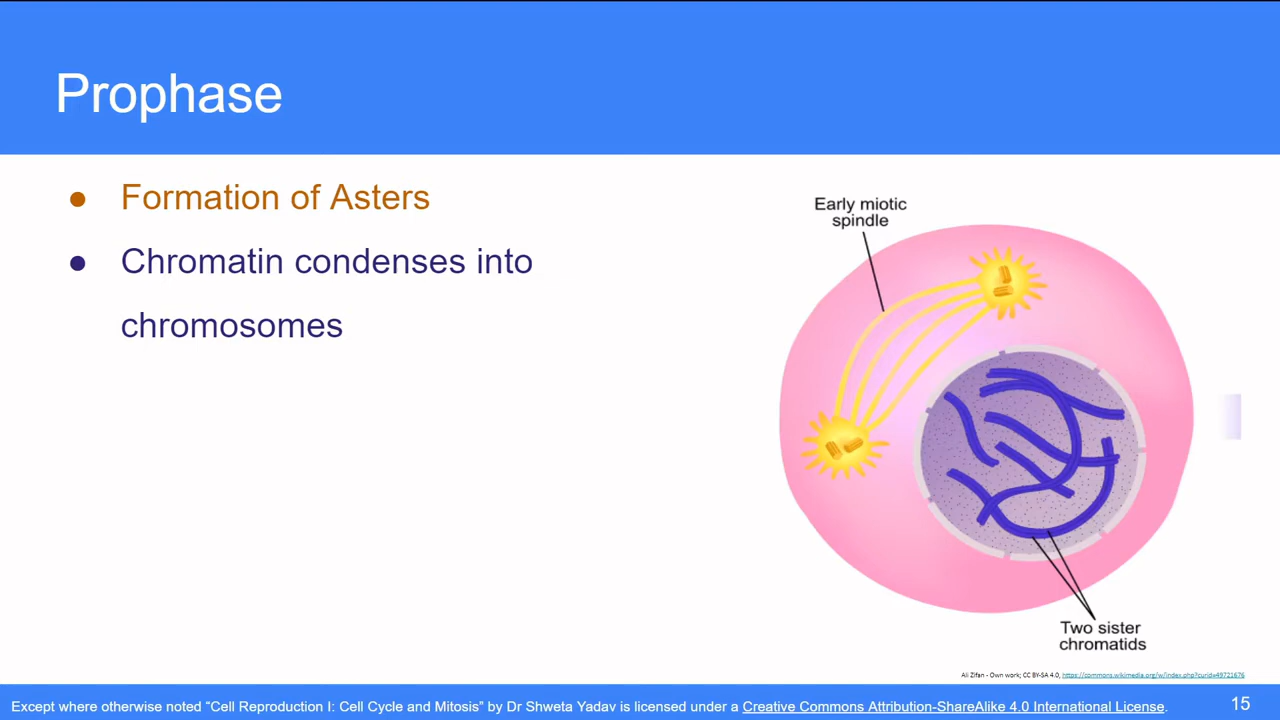 Prophase
● Formation of Asters
● Chromatin condenses into
chromosomes
Early miotic
spindle
Two sister
chromatids
Ali Zifan - Own work; CC BY-SA 4.0, https://commons.wikimedia.org/w/index.php?curid=49721676
Except where otherwise noted “Cell Reproduction I: Cell Cycle and Mitosis” by Dr Shweta Yadav is licensed under a Creative Commons Attribution-ShareAlike 4.0 International License.
15